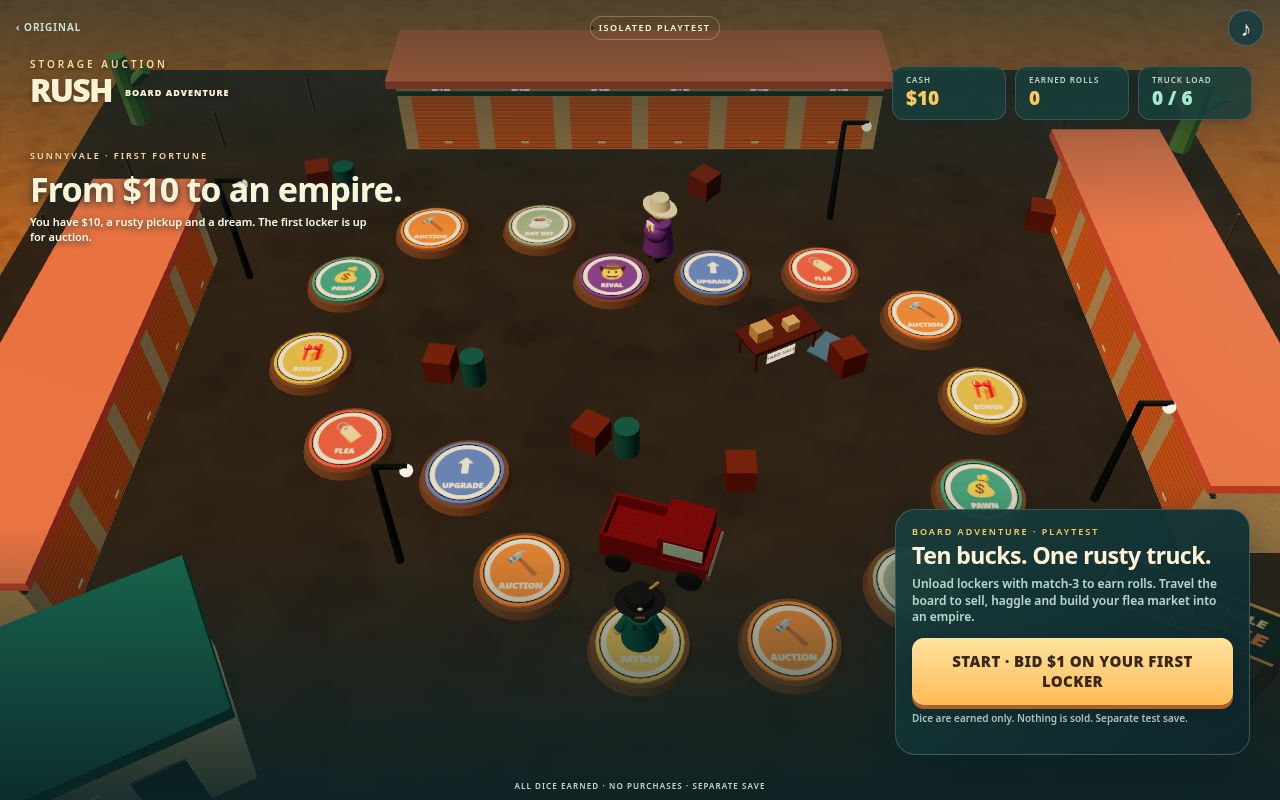 ‹ ORIGINAL
ISOLATED PLAYTEST
♪
STORAGE AUCTION
RUSH BOARD ADVENTURE
CASH
$10
EARNED ROLLS
0
TRUCK LOAD
0 / 6
SUNNYVALE · FIRST FORTUNE
From $10 to an empire.
You have $10, a rusty pickup and a dream. The first locker is up
for auction.
AUCTION
DAY OFF
PAWN
RIVAL
UPGRADE
FLEA
AUCTION
BONUS
YARD SALE
BONUS
FLEA
UPGRADE
PAWN
AUCTION
PAYDAY
AUCTION
BOARD ADVENTURE · PLAYTEST
Ten bucks. One rusty truck.
Unload lockers with match-3 to earn rolls. Travel the
board to sell, haggle and build your flea market into
an empire.
START · BID $1 ON YOUR FIRST
LOCKER
Dice are earned only. Nothing is sold. Separate test save.
ALL DICE EARNED · NO PURCHASES · SEPARATE SAVE